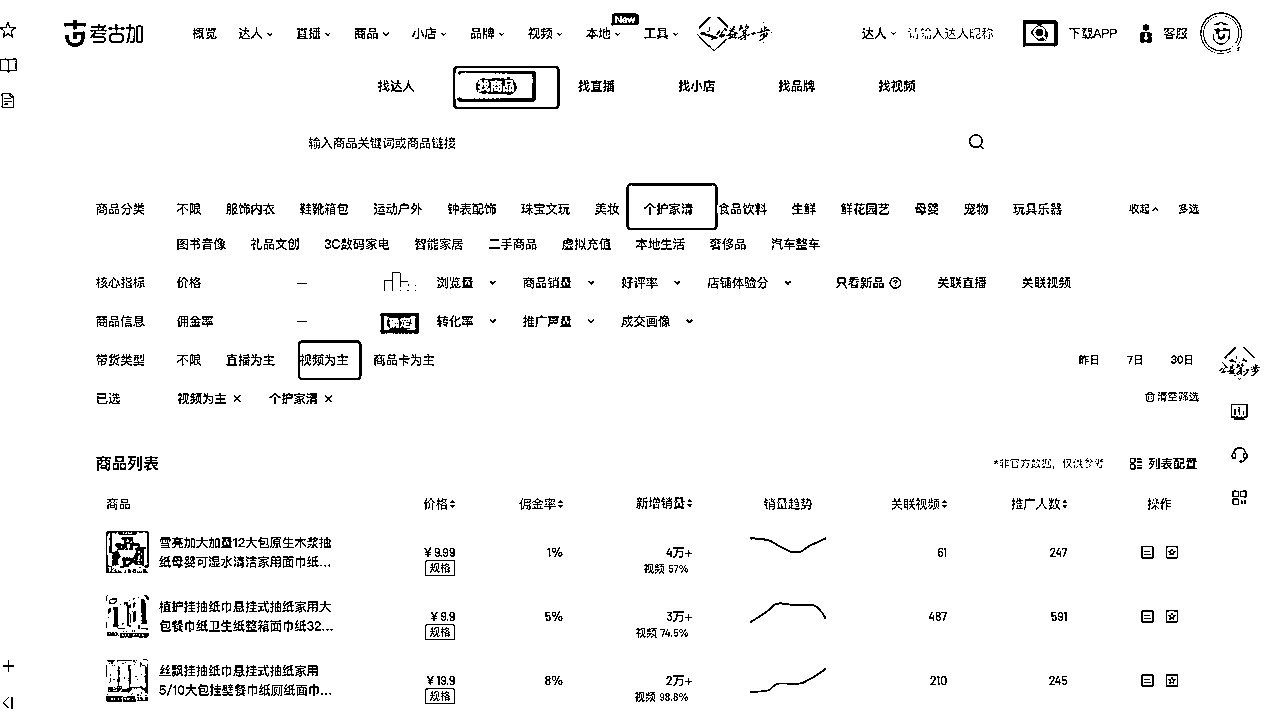 考古加 概览 达人 直播 商品 小店 品牌 视频 本地 New 工具 公益第一步 达人 请输入达人昵称 下载APP 客服
找达人 找商品 找直播 找小店 找品牌 找视频
输入商品关键词或商品链接
商品分类 不限 服饰内衣 鞋靴箱包 运动户外 钟表配饰 珠宝文玩 美妆 个护家清 食品饮料 生鲜 鲜花园艺 母婴 宠物 玩具乐器 收起 多选
图书音像 礼品文创 3C数码家电 智能家居 二手商品 虚拟充值 本地生活 奢侈品 汽车整车
核心指标 价格 — 浏览量 商品销量 好评率 店铺体验分 只看新品 关联直播 关联视频
商品信息 佣金率 — 确定 转化率 推广声量 成交画像
带货类型 不限 直播为主 视频为主 商品卡为主 昨日 7日 30日
公益第一步
已选 视频为主 × 个护家清 × 清空筛选
商品列表 *非官方数据，仅供参考 列表配置
商品 价格 佣金率 新增销量 销量趋势 关联视频 推广人数 操作
雪亮加大加量12大包原生木浆抽
纸母婴可湿水清洁家用面巾纸...
¥9.99 1% 4万+ 61 247
规格 视频 57%
植护挂抽纸巾悬挂式抽纸家用大
包餐巾纸卫生纸整箱面巾纸32...
¥9.9 5% 3万+ 487 591
规格 视频 74.5%
丝飘挂抽纸巾悬挂式抽纸家用
5/10大包挂壁餐巾纸厕纸面巾...
¥19.9 8% 2万+ 210 245
规格 视频 98.8%